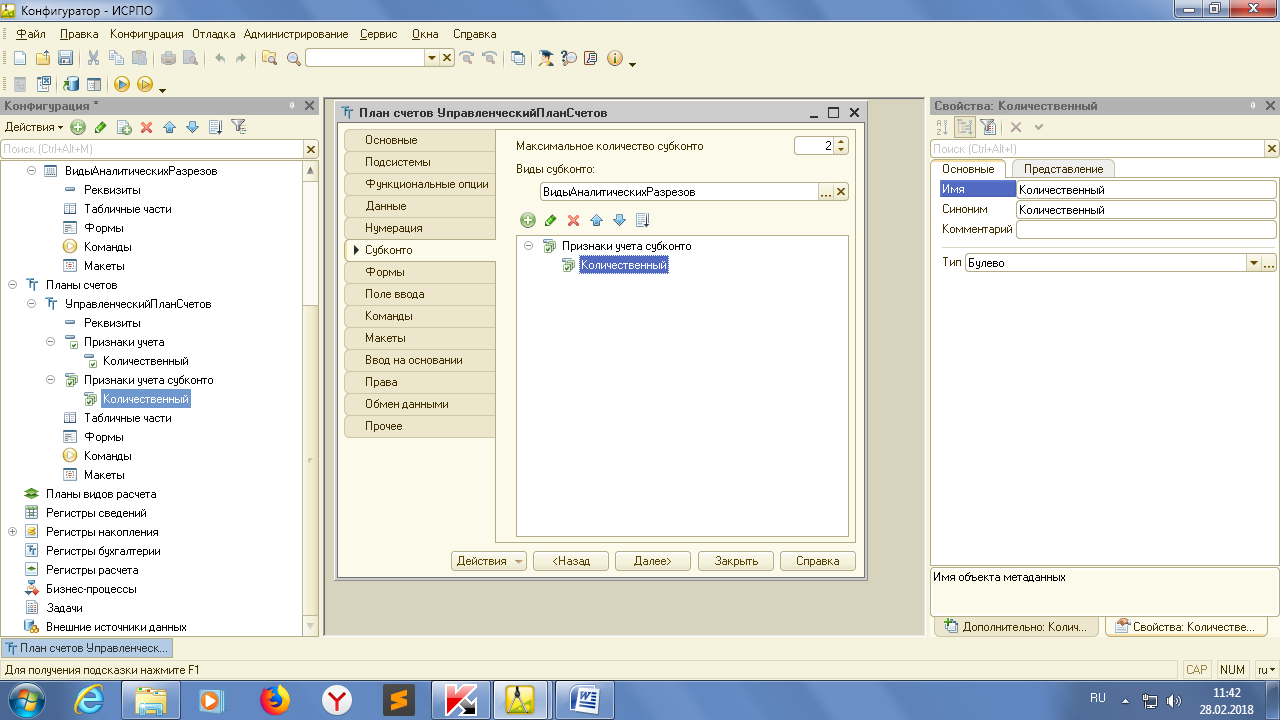 Конфигуратор - ИСРПО
Файл Правка Конфигурация Отладка Администрирование Сервис Окна Справка
Конфигурация *
Действия
Поиск (Ctrl+Alt+M)
ВидыАналитическихРазрезов
Реквизиты
Табличные части
Формы
Команды
Макеты
Планы счетов
УправленческийПланСчетов
Реквизиты
Признаки учета
Количественный
Признаки учета субконто
Количественный
Табличные части
Формы
Команды
Макеты
Планы видов расчета
Регистры сведений
Регистры накопления
Регистры бухгалтерии
Регистры расчета
Бизнес-процессы
Задачи
Внешние источники данных
План счетов УправленческийПланСчетов
Основные
Подсистемы
Функциональные опции
Данные
Нумерация
Субконто
Формы
Поле ввода
Команды
Макеты
Ввод на основании
Права
Обмен данными
Прочее
Максимальное количество субконто 2
Виды субконто:
ВидыАналитическихРазрезов ...
Признаки учета субконто
Количественный
Действия <Назад Далее> Закрыть Справка
Свойства: Количественный
Поиск (Ctrl+Alt+I)
Основные Представление
Имя Количественный
Синоним Количественный
Комментарий
Тип Булево ...
Имя объекта метаданных
Дополнительно: Колич... Свойства: Количестве...
План счетов Управленческ...
Для получения подсказки нажмите F1 CAP NUM ru
RU 11:42
28.02.2018